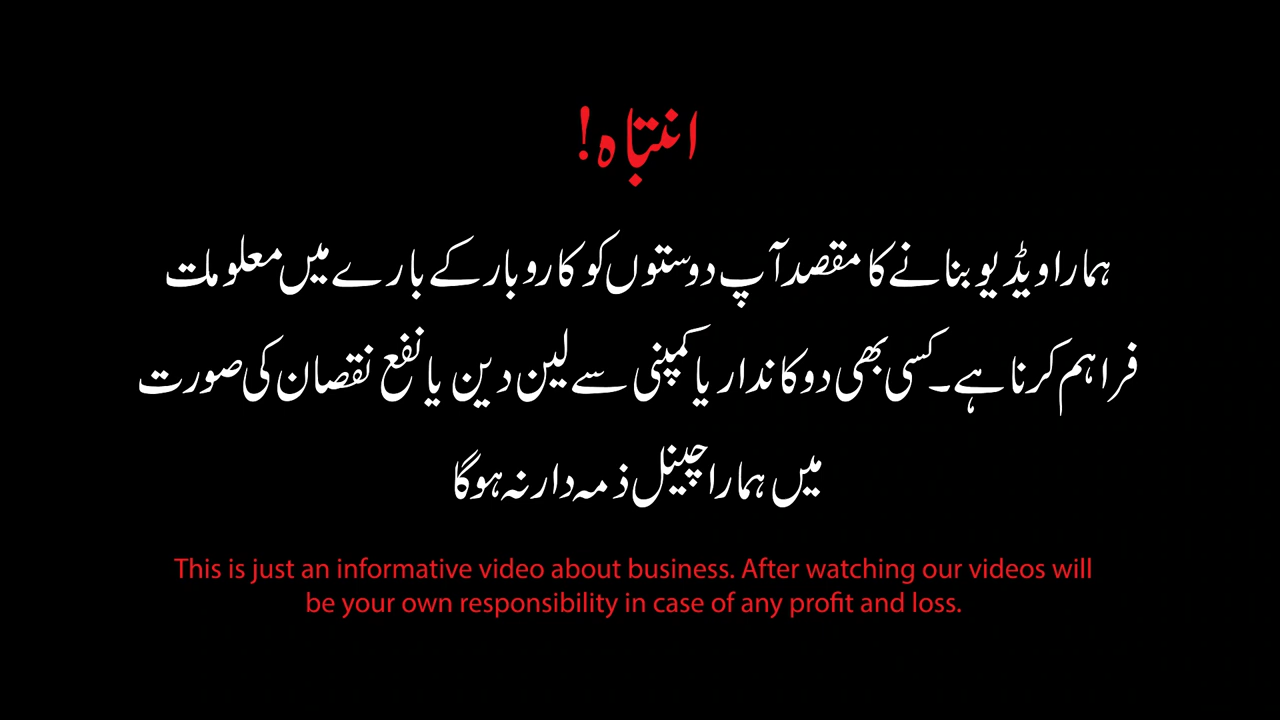 انتباہ!
ہمارا ویڈیو بنانے کا مقصد آپ دوستوں کو کاروبار کے بارے میں معلومات
فراہم کرنا ہے۔ کسی بھی دوکاندار یا کمپنی سے لین دین یا نفع نقصان کی صورت
میں ہمارا چینل ذمہ دار نہ ہوگا
This is just an informative video about business. After watching our videos will
be your own responsibility in case of any profit and loss.